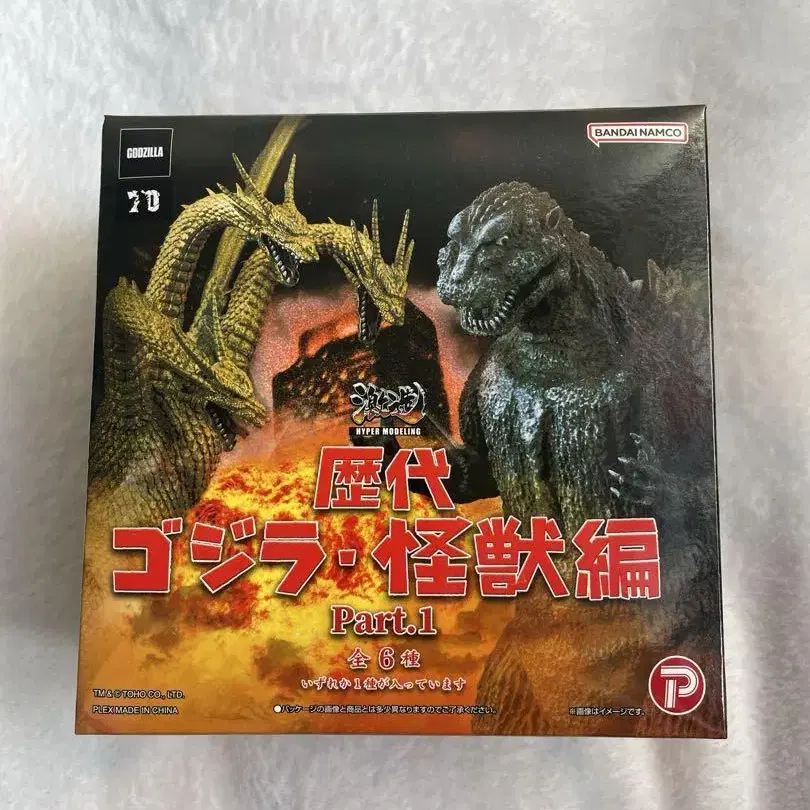 GODZILLA
70
BANDAI NAMCO
HYPER MODELING
歴代
ゴジラ・怪獣編
Part.1
全6種
いずれか1種が入っています
TM & © TOHO CO., LTD.
PLEX MADE IN CHINA
●パッケージの画像と商品とは多少異なりますのでご了承ください。
※画像はイメージです。
P